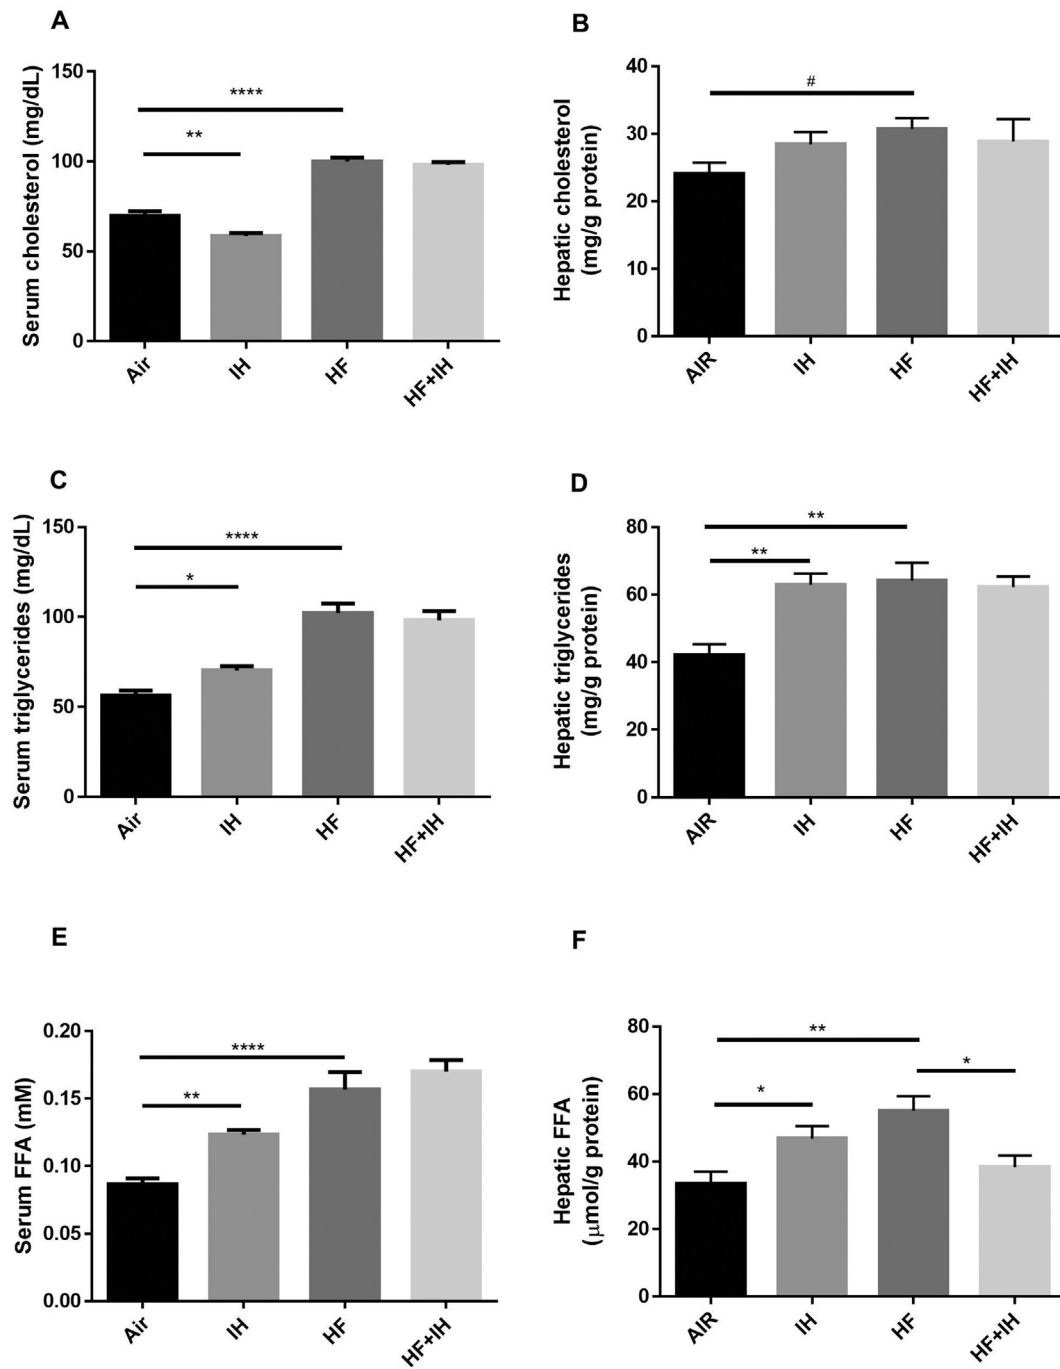 A
Serum cholesterol (mg/dL)
150
100
50
0
****
**
Air
IH
HF
HF+IH
B
Hepatic cholesterol
(mg/g protein)
40
30
20
10
0
#
AIR
IH
HF
HF+IH
C
Serum triglycerides (mg/dL)
150
100
50
0
****
*
Air
IH
HF
HF+IH
D
Hepatic triglycerides
(mg/g protein)
80
60
40
20
0
**
**
AIR
IH
HF
HF+IH
E
Serum FFA (mM)
0.20
0.15
0.10
0.05
0.00
****
**
Air
IH
HF
HF+IH
F
Hepatic FFA
(μmol/g protein)
80
60
40
20
0
**
*
*
AIR
IH
HF
HF+IH